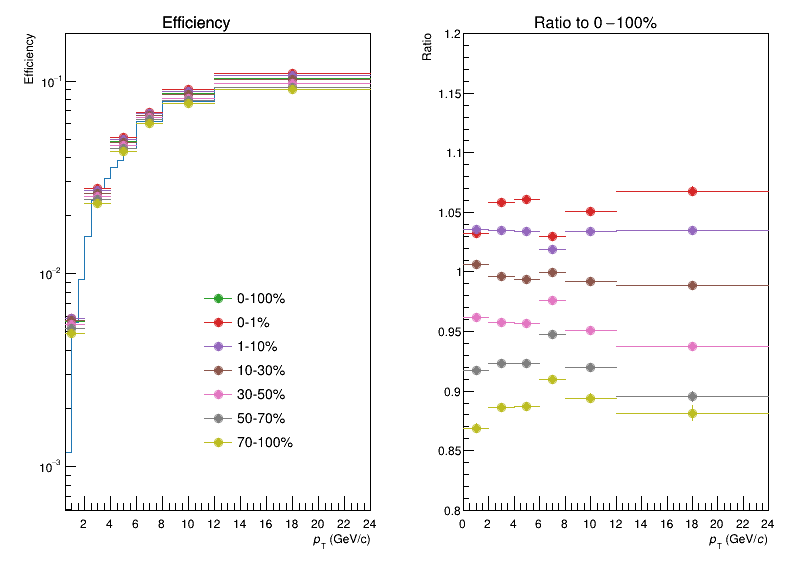 Efficiency
Efficiency
10⁻¹
10⁻²
10⁻³
0-100%
0-1%
1-10%
10-30%
30-50%
50-70%
70-100%
2 4 6 8 10 12 14 16 18 20 22 24
p_T (GeV/c)
Ratio to 0−100%
Ratio
1.2
1.15
1.1
1.05
1
0.95
0.9
0.85
0.8
0 2 4 6 8 10 12 14 16 18 20 22 24
p_T (GeV/c)